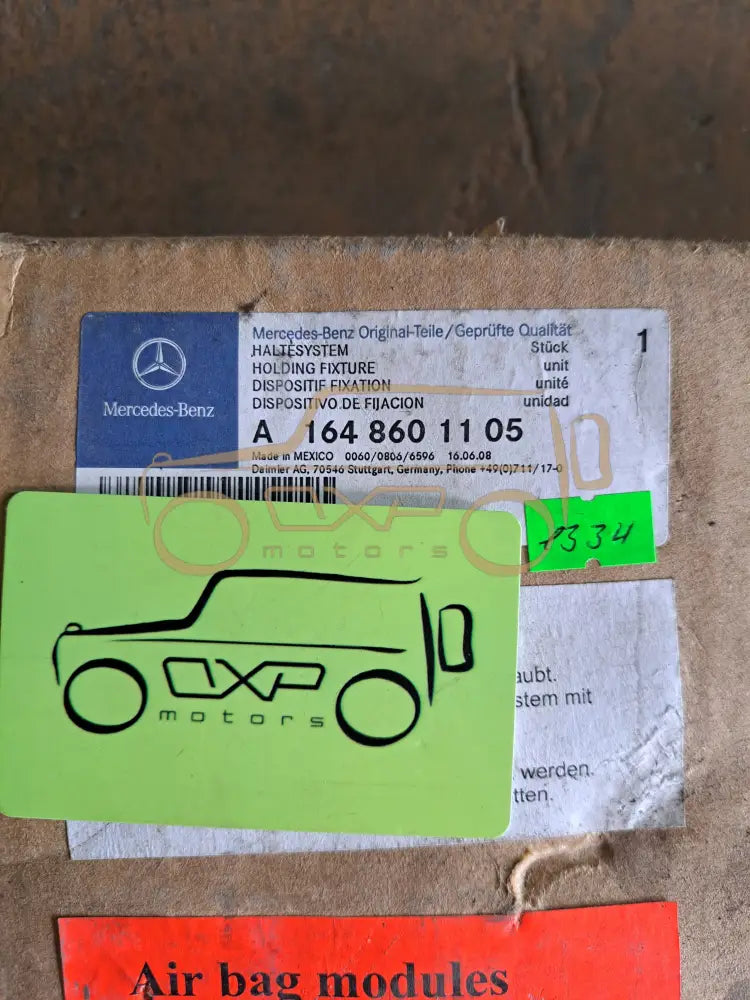 Mercedes-Benz Original-Teile/Geprüfte Qualität
HALTESYSTEM Stück 1
HOLDING FIXTURE unit
DISPOSITIF FIXATION unité
DISPOSITIVO DE FIJACION unidad
Mercedes-Benz
A 164 860 11 05
Made in MEXICO 0060/0806/6596 16.06.08
Daimler AG, 70546 Stuttgart, Germany, Phone +49(0)711/17-0
motors
motors
aubt.
stem mit
werden.
tten.
Air bag modules